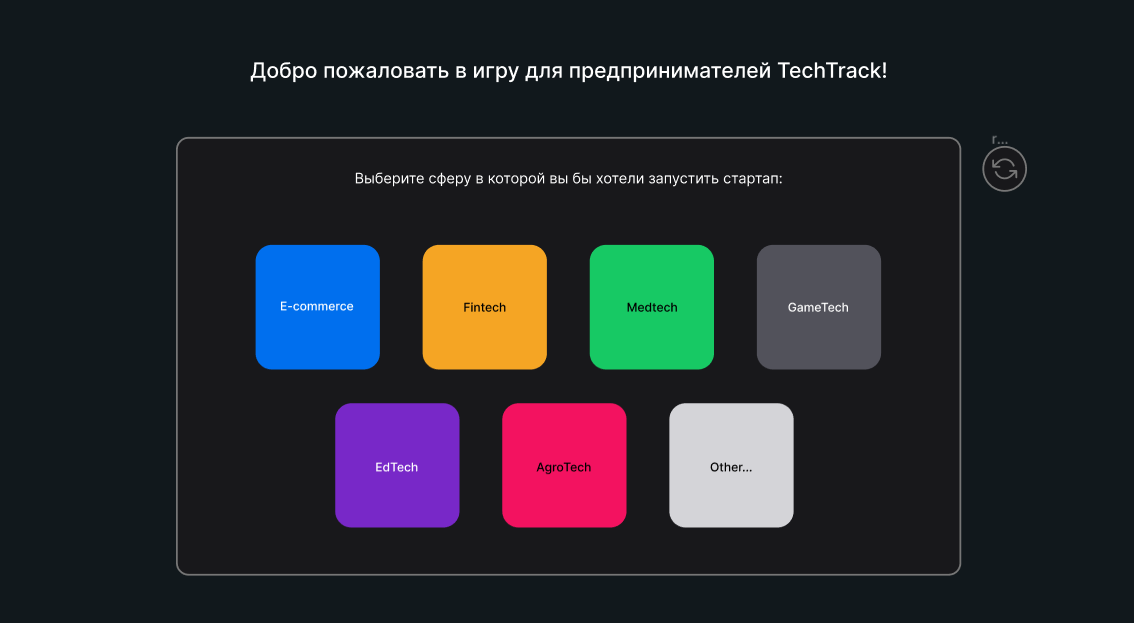 Добро пожаловать в игру для предпринимателей TechTrack!
r...
Выберите сферу в которой вы бы хотели запустить стартап:
E-commerce
Fintech
Medtech
GameTech
EdTech
AgroTech
Other...